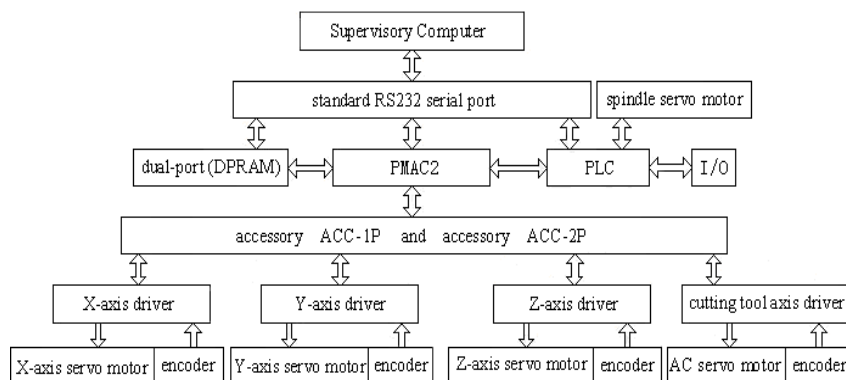 Supervisory Computer
standard RS232 serial port
spindle servo motor
dual-port (DPRAM)
PMAC2
PLC
I/O
accessory ACC-1P and accessory ACC-2P
X-axis driver
Y-axis driver
Z-axis driver
cutting tool axis driver
X-axis servo motor
encoder
Y-axis servo motor
encoder
Z-axis servo motor
encoder
AC servo motor
encoder